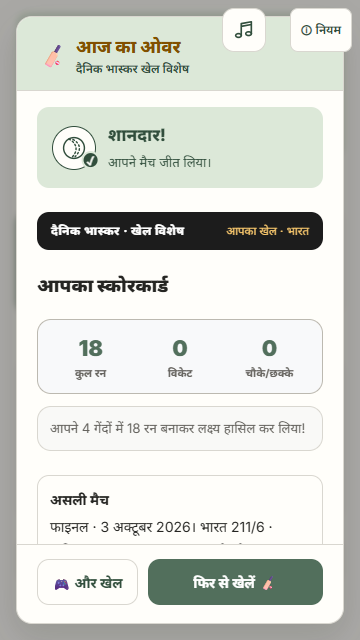 आज का ओवर
दैनिक भास्कर खेल विशेष
नियम
शानदार!
आपने मैच जीत लिया।
दैनिक भास्कर · खेल विशेष
आपका खेल · भारत
आपका स्कोरकार्ड
18
0
0
कुल रन
विकेट
चौके/छक्के
आपने 4 गेंदों में 18 रन बनाकर लक्ष्य हासिल कर लिया!
असली मैच
फाइनल · 3 अक्टूबर 2026। भारत 211/6 ·
और खेल
फिर से खेलें